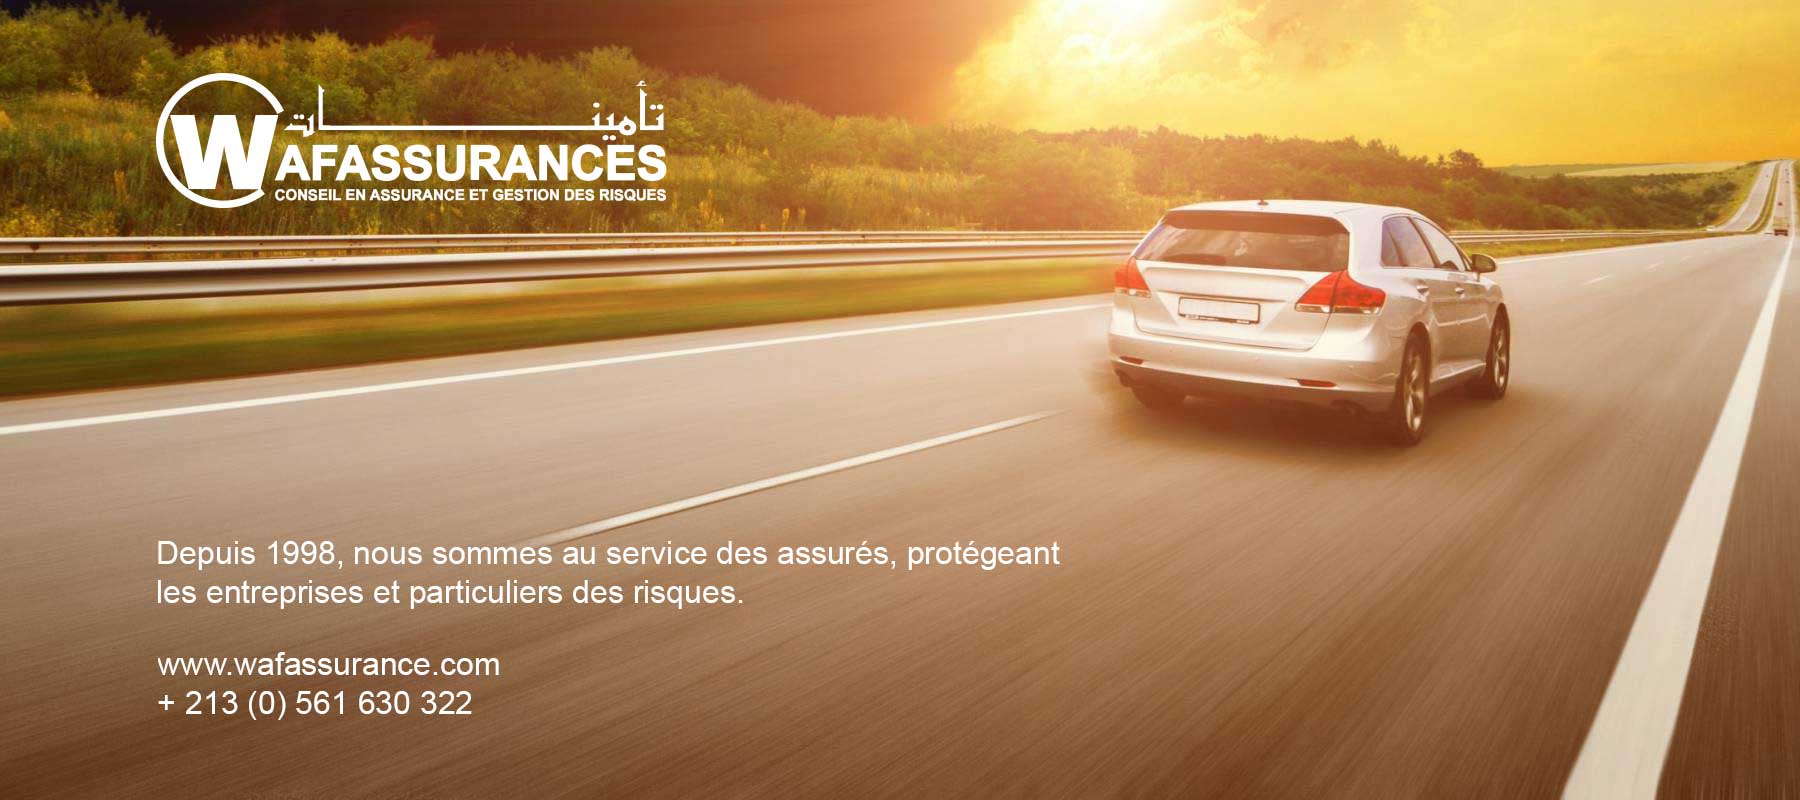 تأمينــــات
WAFASSURANCES
CONSEIL EN ASSURANCE ET GESTION DES RISQUES
Depuis 1998, nous sommes au service des assurés, protégeant
les entreprises et particuliers des risques.
www.wafassurance.com
+ 213 (0) 561 630 322